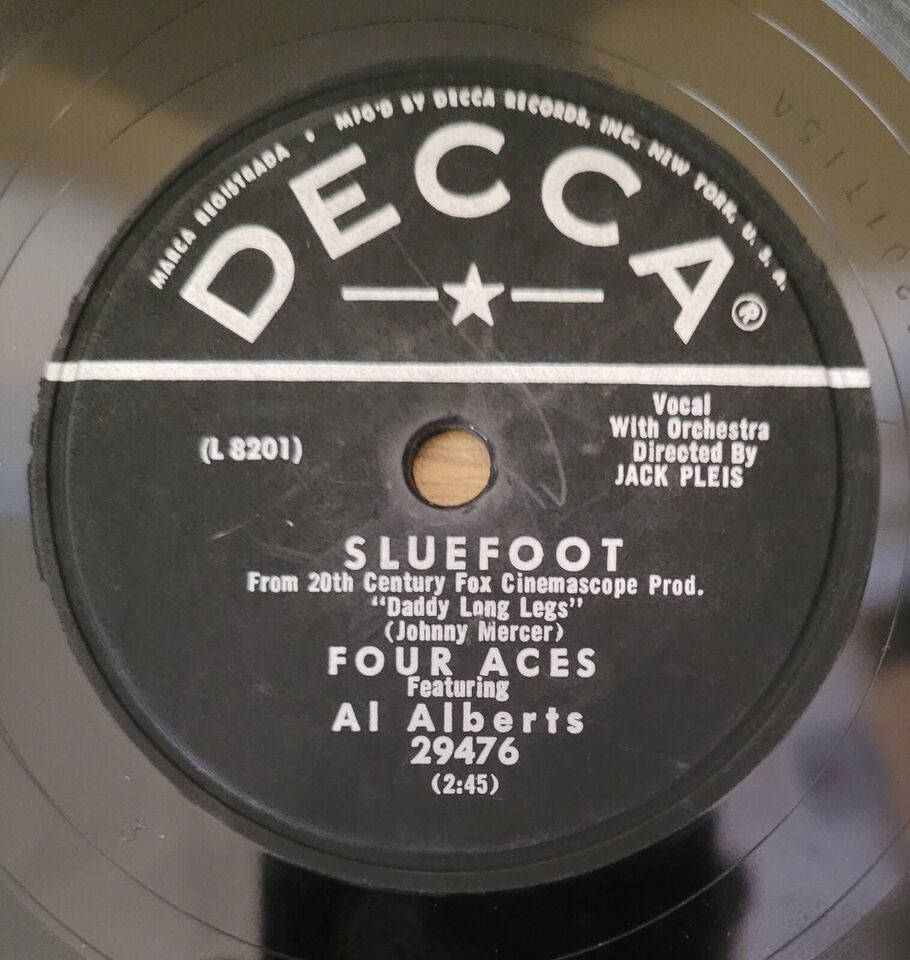 MARCA REGISTRADA • MFG'D BY DECCA RECORDS, INC., NEW YORK, U. S. A.
DECCA®
(L 8201)
Vocal
With Orchestra
Directed By
JACK PLEIS
SLUEFOOT
From 20th Century Fox Cinemascope Prod.
"Daddy Long Legs"
(Johnny Mercer)
FOUR ACES
Featuring
Al Alberts
29476
(2:45)